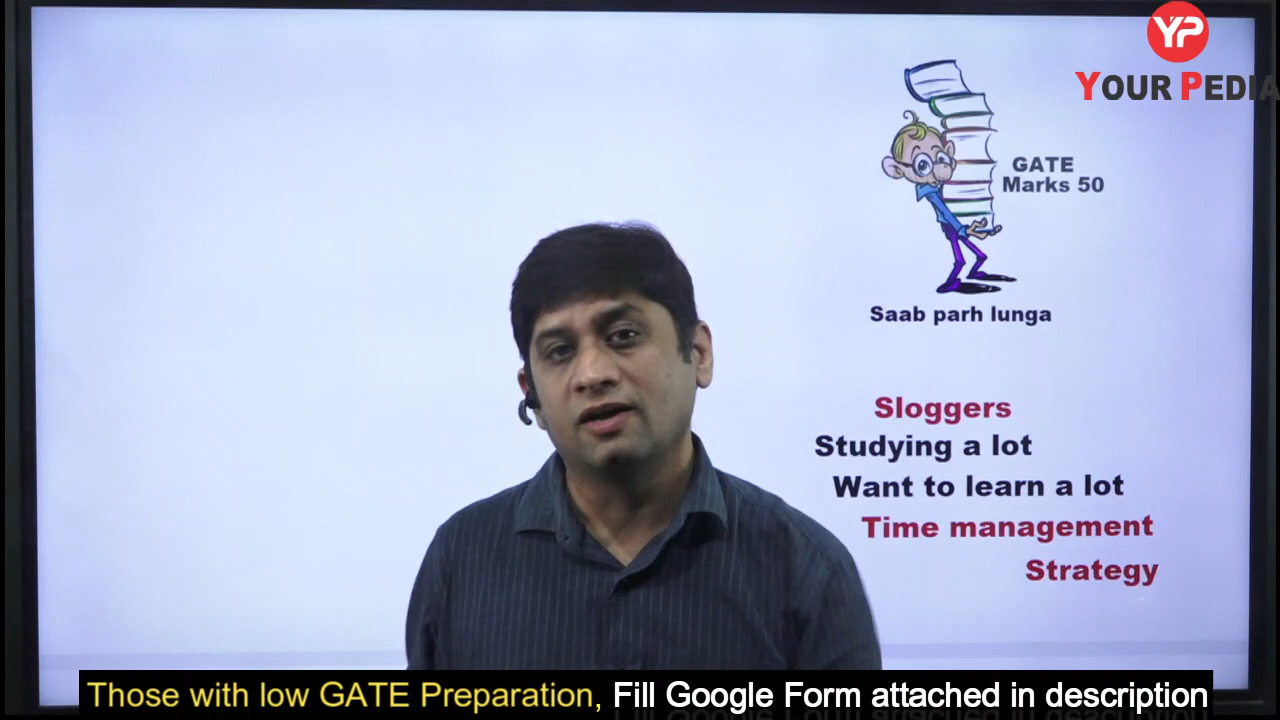 YP
YOUR PEDIA
GATE
Marks 50
Saab parh lunga
Sloggers
Studying a lot
Want to learn a lot
Time management
Strategy
Those with low GATE Preparation, Fill Google Form attached in description